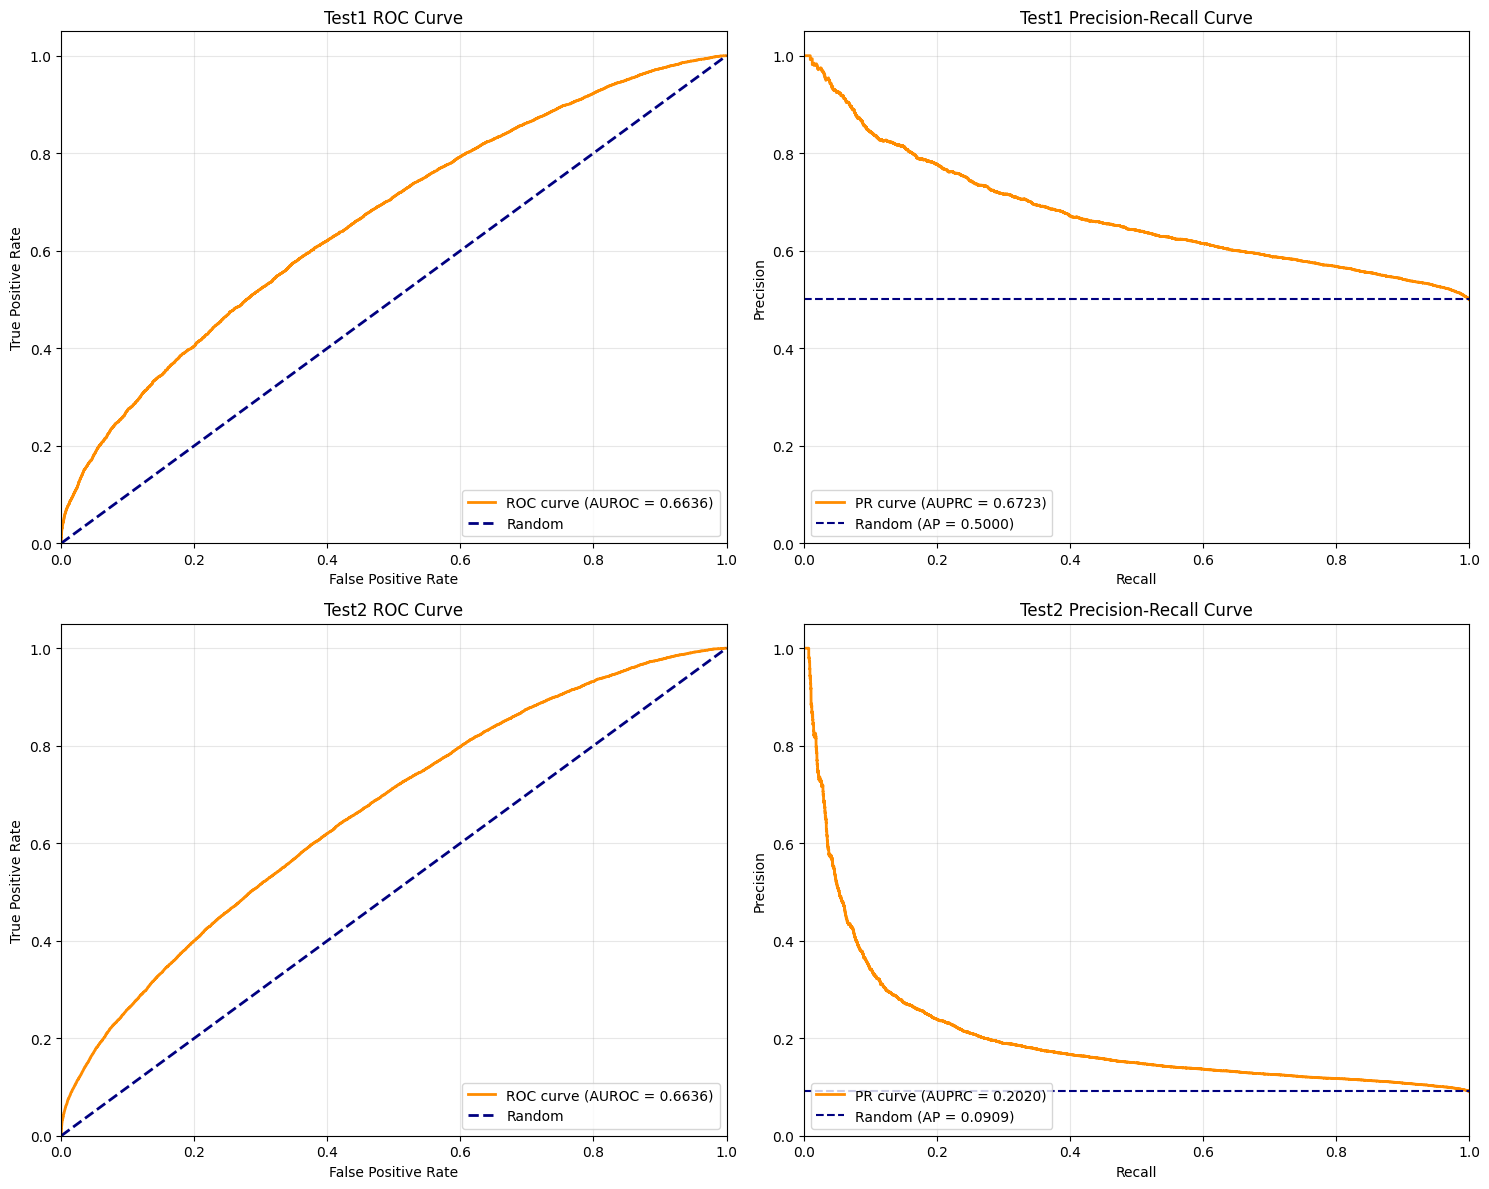 Test1 ROC Curve
True Positive Rate
1.0
0.8
0.6
0.4
0.2
0.0
ROC curve (AUROC = 0.6636)
Random
0.0 0.2 0.4 0.6 0.8 1.0
False Positive Rate
Test1 Precision-Recall Curve
Precision
1.0
0.8
0.6
0.4
0.2
0.0
PR curve (AUPRC = 0.6723)
Random (AP = 0.5000)
0.0 0.2 0.4 0.6 0.8 1.0
Recall
Test2 ROC Curve
True Positive Rate
1.0
0.8
0.6
0.4
0.2
0.0
ROC curve (AUROC = 0.6636)
Random
0.0 0.2 0.4 0.6 0.8 1.0
False Positive Rate
Test2 Precision-Recall Curve
Precision
1.0
0.8
0.6
0.4
0.2
0.0
PR curve (AUPRC = 0.2020)
Random (AP = 0.0909)
0.0 0.2 0.4 0.6 0.8 1.0
Recall